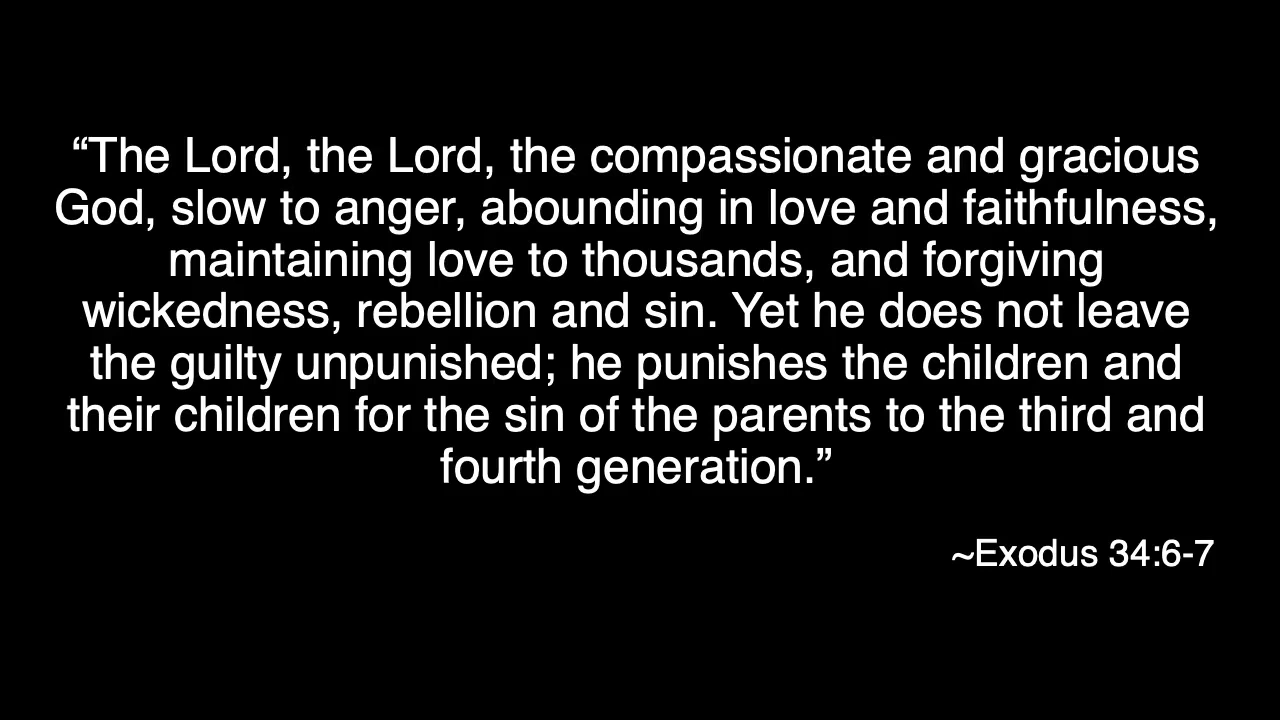 “The Lord, the Lord, the compassionate and gracious
God, slow to anger, abounding in love and faithfulness,
maintaining love to thousands, and forgiving
wickedness, rebellion and sin. Yet he does not leave
the guilty unpunished; he punishes the children and
their children for the sin of the parents to the third and
fourth generation.”
~Exodus 34:6-7